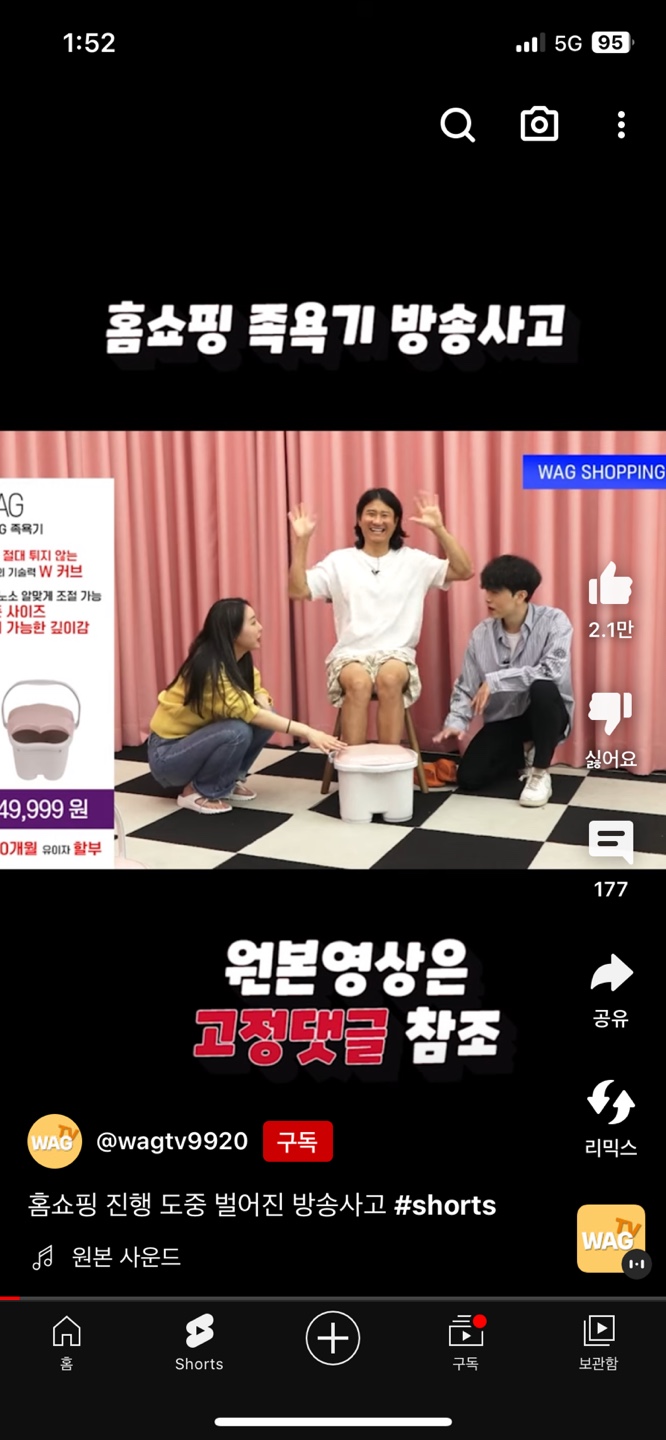 1:52
5G 95
홈쇼핑 족욕기 방송사고
WAG SHOPPING
AG
G 족욕기
절대 튀지 않는
기술력 W 커브
노소 알맞게 조절 가능
사이즈
가능한 깊이감
49,999 원
0개월 유이자 할부
2.1만
싫어요
177
원본영상은
고정댓글 참조
공유
리믹스
WAG TV @wagtv9920 구독
홈쇼핑 진행 도중 벌어진 방송사고 #shorts
원본 사운드
WAG TV
홈 Shorts 구독 보관함